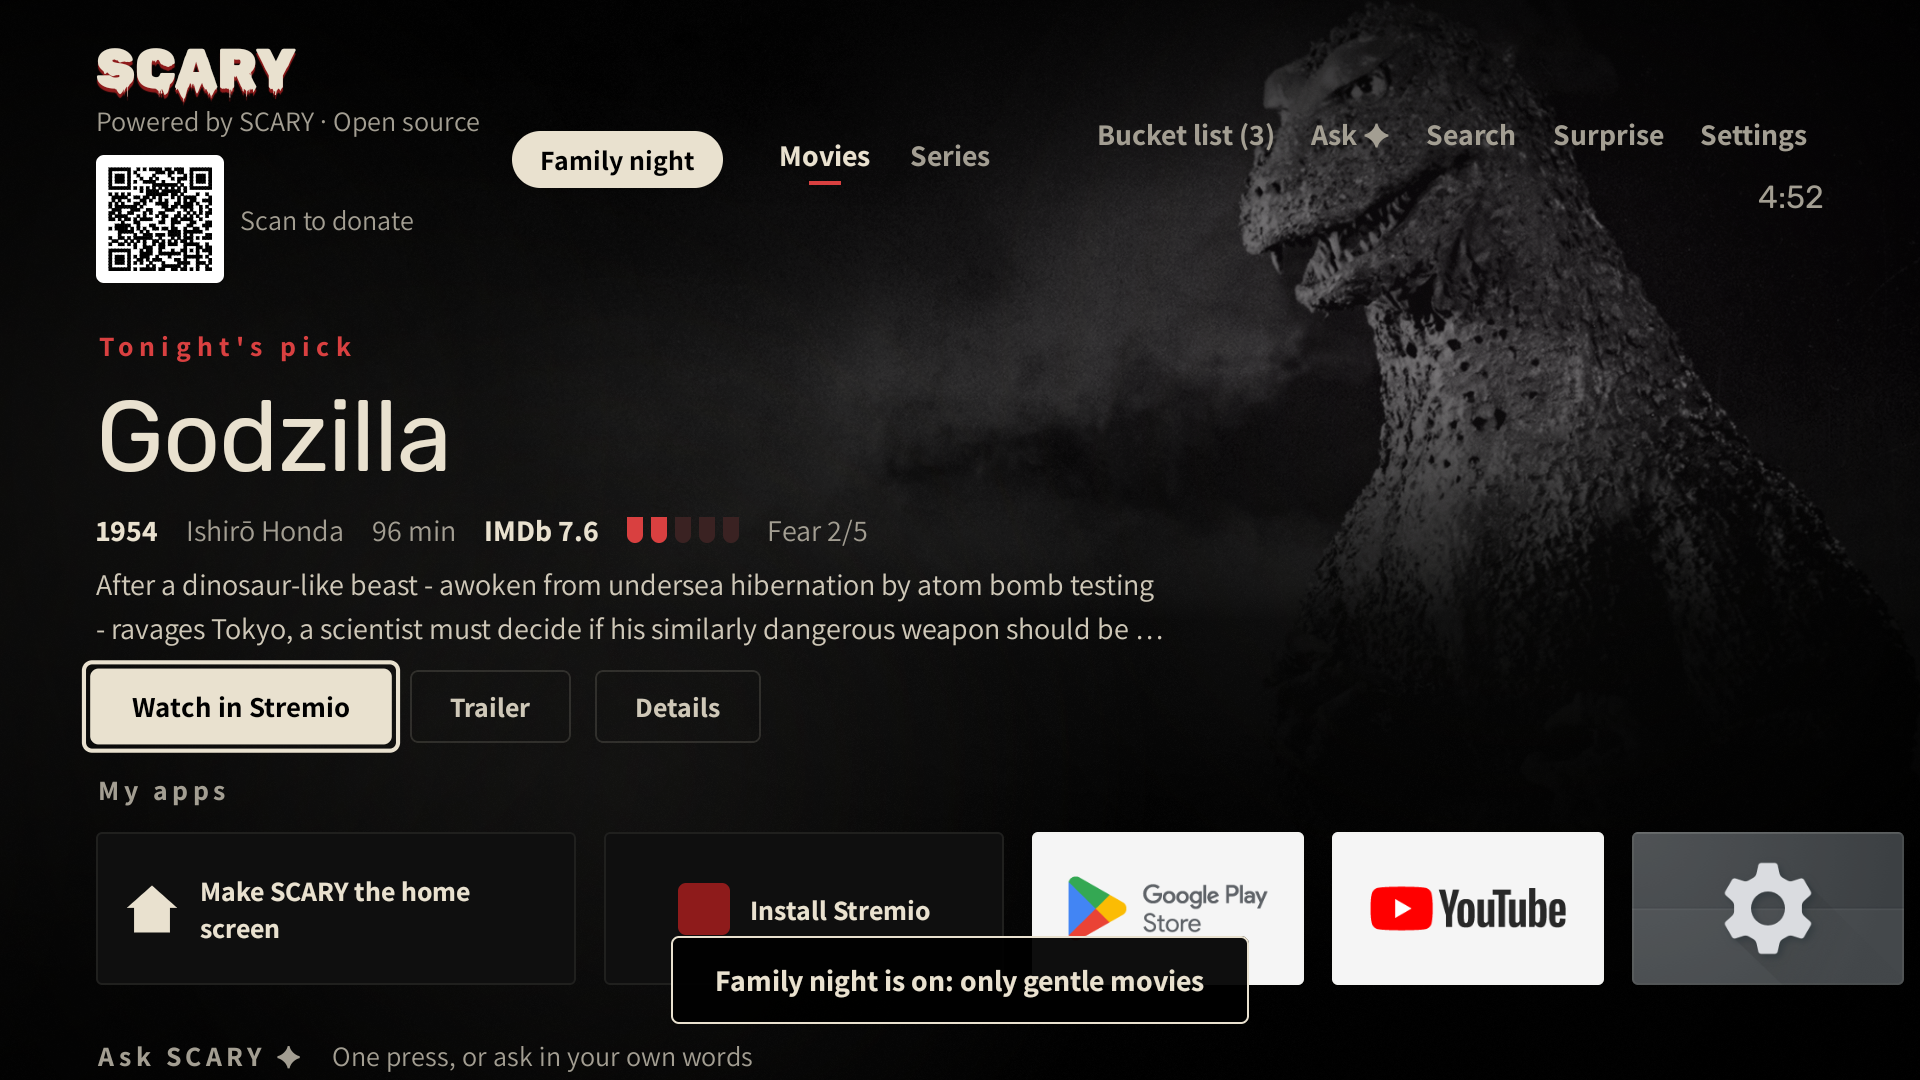 SCARY
Powered by SCARY · Open source
Scan to donate
Family night
Movies
Series
Bucket list (3)
Ask
Search
Surprise
Settings
4:52
Tonight's pick
Godzilla
1954 Ishirō Honda 96 min IMDb 7.6 Fear 2/5
After a dinosaur-like beast - awoken from undersea hibernation by atom bomb testing
- ravages Tokyo, a scientist must decide if his similarly dangerous weapon should be …
Watch in Stremio
Trailer
Details
My apps
Make SCARY the home
screen
Install Stremio
Google Play
Store
YouTube
Family night is on: only gentle movies
Ask SCARY One press, or ask in your own words